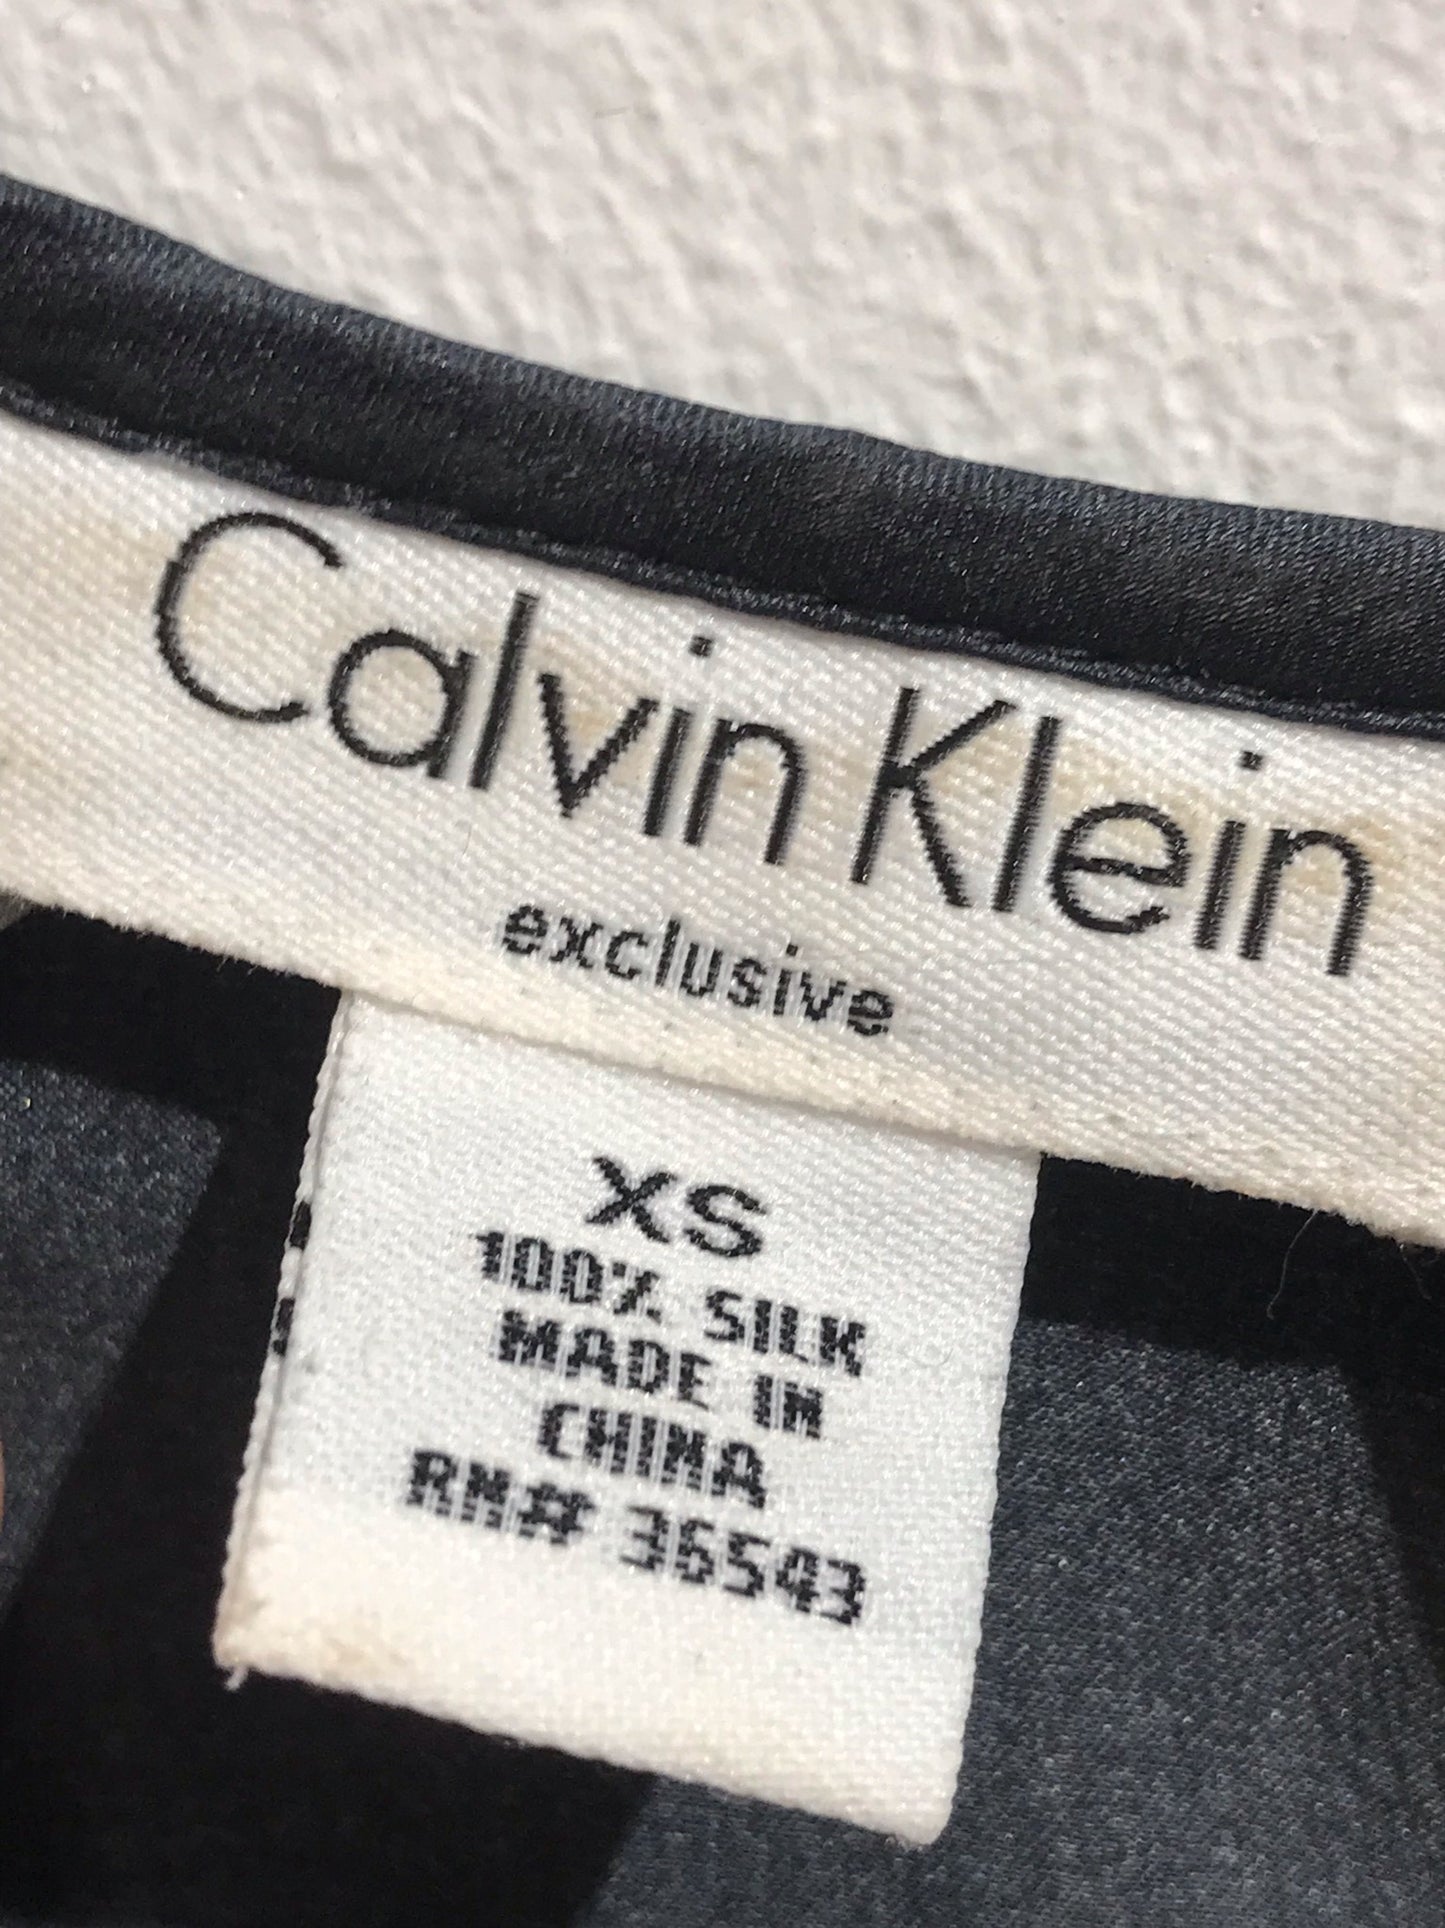 Calvin Klein
exclusive
XS
100% SILK
MADE IN
CHINA
RN# 36543